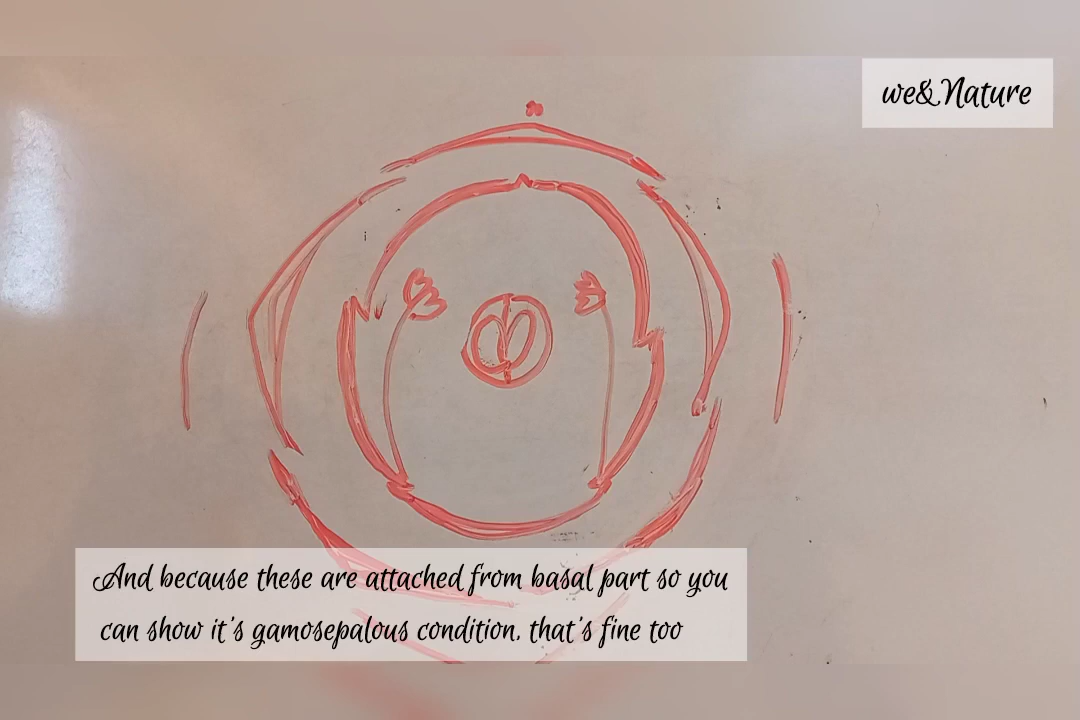 we&Nature
And because these are attached from basal part so you
can show it's gamosepalous condition. that's fine too